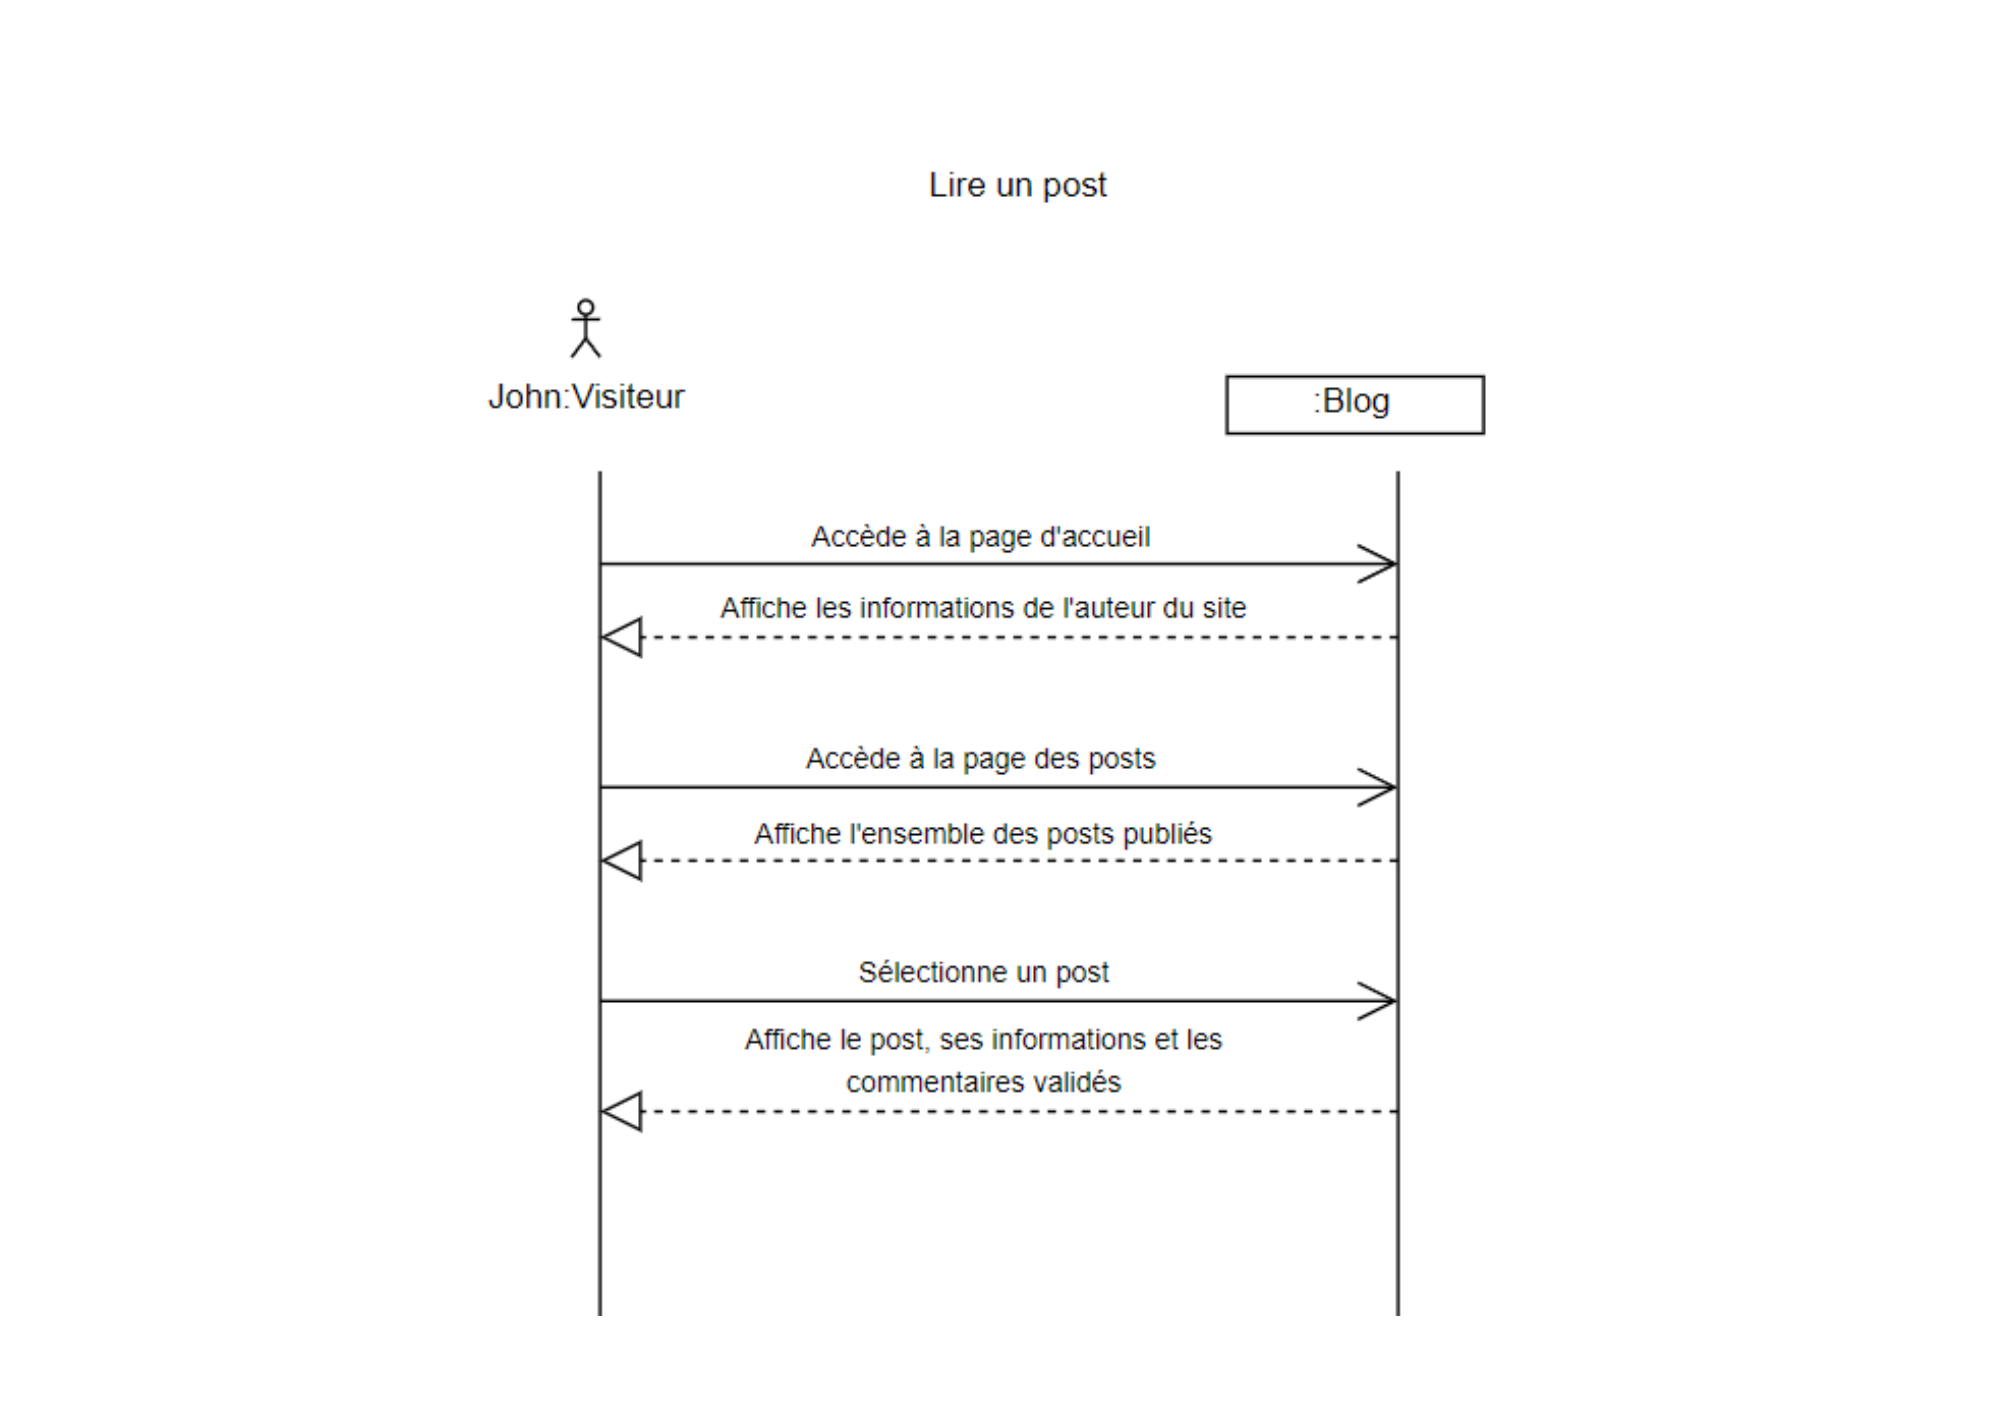 Lire un post
John:Visiteur
:Blog
Accède à la page d'accueil
Affiche les informations de l'auteur du site
Accède à la page des posts
Affiche l'ensemble des posts publiés
Sélectionne un post
Affiche le post, ses informations et les
commentaires validés